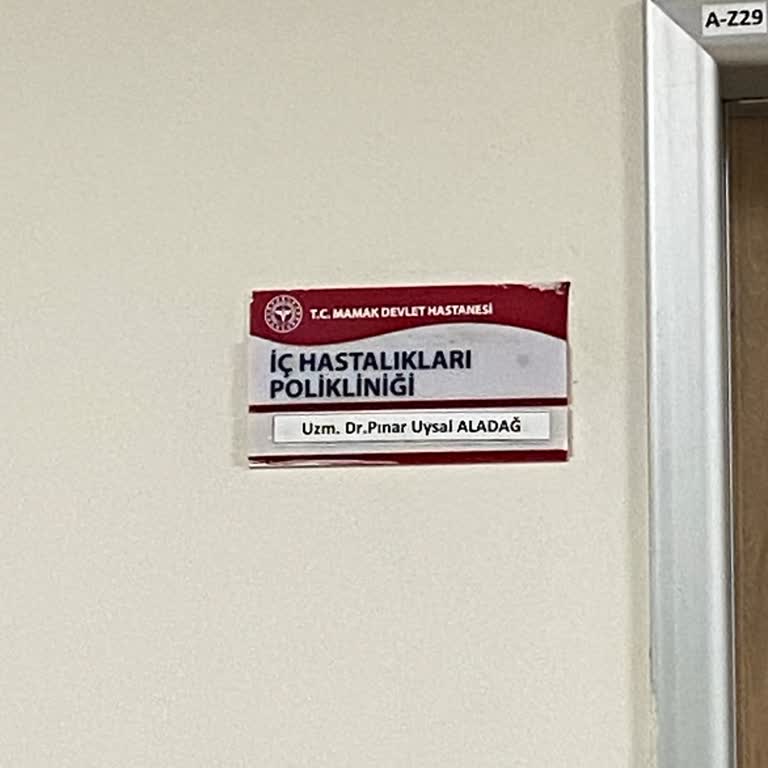 A-Z29
T.C. MAMAK DEVLET HASTANESİ
İÇ HASTALIKLARI
POLİKLİNİĞİ
Uzm. Dr.Pınar Uysal ALADAĞ